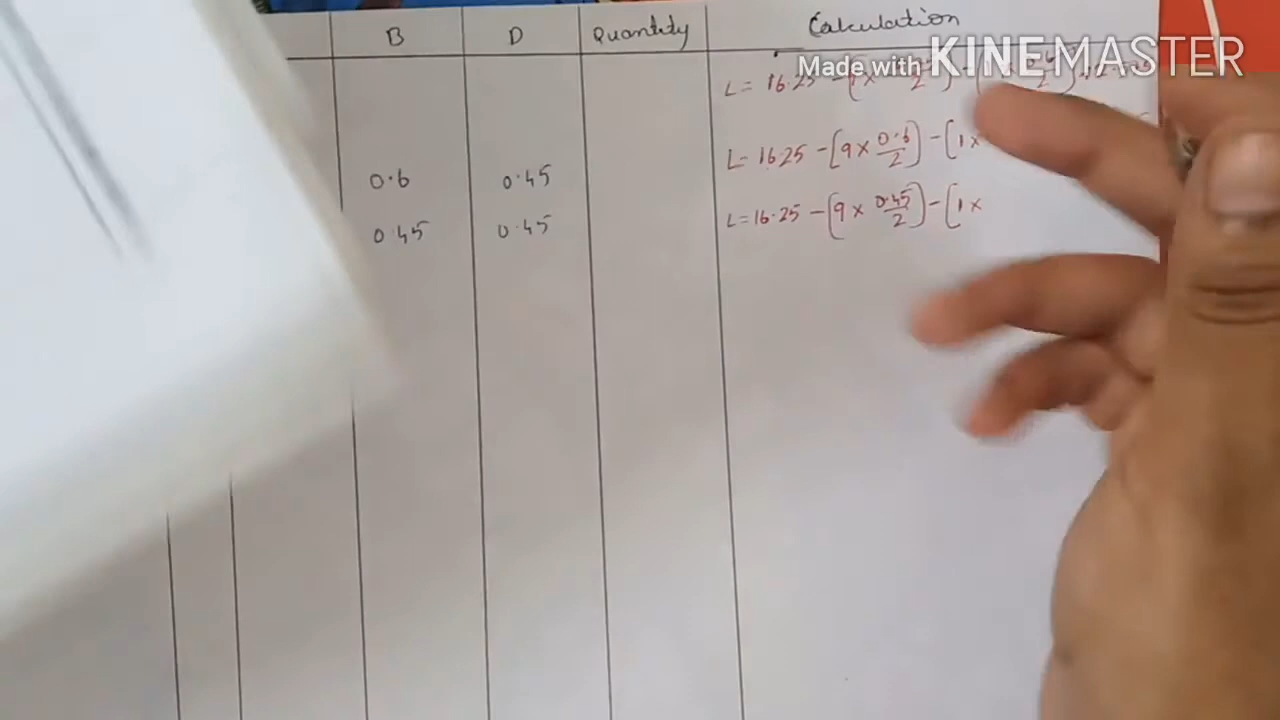 B D Quantity Calculation
Made with KINEMASTER
L = 16.25
L = 16.25 - [9 x 0.6/2] - [1 x
0.6 0.45
L = 16.25 - [9 x 0.45/2] - [1 x
0.45 0.45